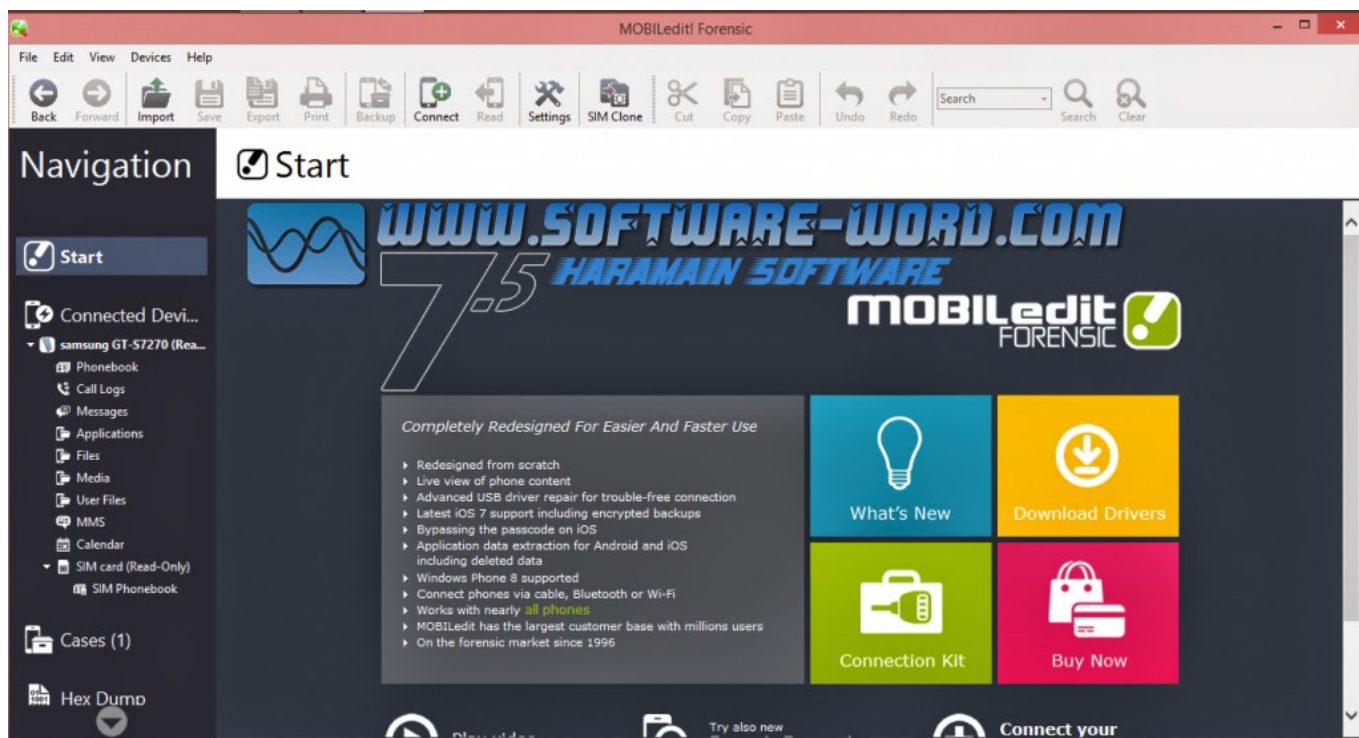 MOBILedit! Forensic
File Edit View Devices Help
Back Forward Import Save Export Print Backup Connect Read Settings SIM Clone Cut Copy Paste Undo Redo Search Search Clear
Navigation
Start
WWW.SOFTWARE-WORD.COM
HARAMAIN SOFTWARE
7.5
MOBILedit
FORENSIC
Start
Connected Devi...
samsung GT-S7270 (Rea...
Phonebook
Call Logs
Messages
Applications
Files
Media
User Files
MMS
Calendar
SIM card (Read-Only)
SIM Phonebook
Cases (1)
Hex Dump
Completely Redesigned For Easier And Faster Use
Redesigned from scratch
Live view of phone content
Advanced USB driver repair for trouble-free connection
Latest iOS 7 support including encrypted backups
Bypassing the passcode on iOS
Application data extraction for Android and iOS
including deleted data
Windows Phone 8 supported
Connect phones via cable, Bluetooth or Wi-Fi
Works with nearly all phones
MOBILedit has the largest customer base with millions users
On the forensic market since 1996
What's New
Download Drivers
Connection Kit
Buy Now
Play video
Try also new
Connect your